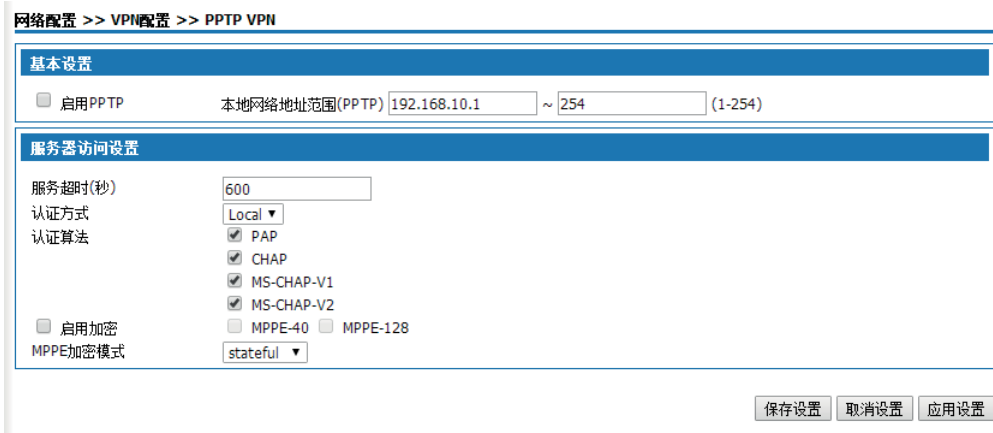 网络配置 >> VPN配置 >> PPTP VPN
基本设置
启用PPTP 本地网络地址范围(PPTP) 192.168.10.1 ~ 254 (1-254)
服务器访问设置
服务超时(秒) 600
认证方式 Local
认证算法 PAP
CHAP
MS-CHAP-V1
MS-CHAP-V2
启用加密 MPPE-40 MPPE-128
MPPE加密模式 stateful
保存设置 取消设置 应用设置